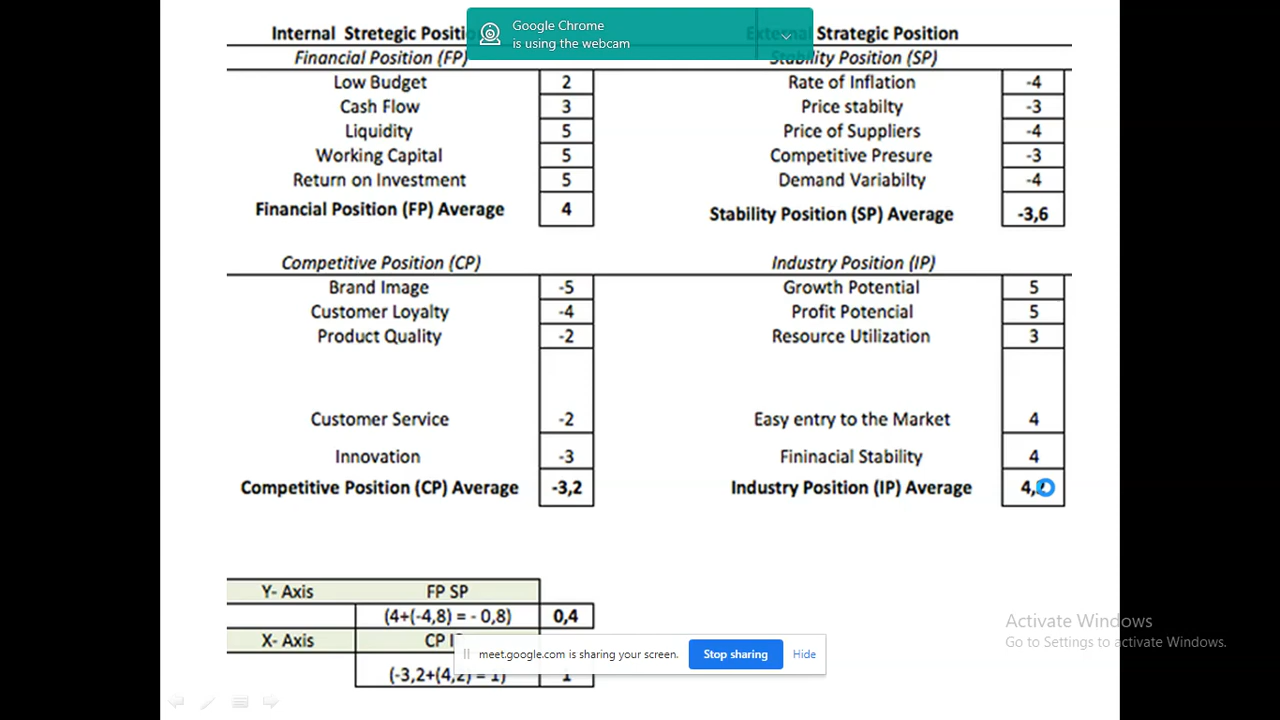 Google Chrome
is using the webcam
Internal Stretegic External Strategic Position
Financial Position (FP) Stability Position (SP)
Low Budget 2 Rate of Inflation -4
Cash Flow 3 Price stabilty -3
Liquidity 5 Price of Suppliers -4
Working Capital 5 Competitive Presure -3
Return on Investment 5 Demand Variabilty -4
Financial Position (FP) Average 4 Stability Position (SP) Average -3,6
Competitive Position (CP) Industry Position (IP)
Brand Image -5 Growth Potential 5
Customer Loyalty -4 Profit Potencial 5
Product Quality -2 Resource Utilization 3
Customer Service -2 Easy entry to the Market 4
Innovation -3 Fininacial Stability 4
Competitive Position (CP) Average -3,2 Industry Position (IP) Average
Y- Axis FP SP
(4+(-4,8) = - 0,8) 0,4
X- Axis CP
meet.google.com is sharing your screen. Stop sharing Hide
(-3,2+(4,2) = 1) 1
Activate Windows
Go to Settings to activate Windows.